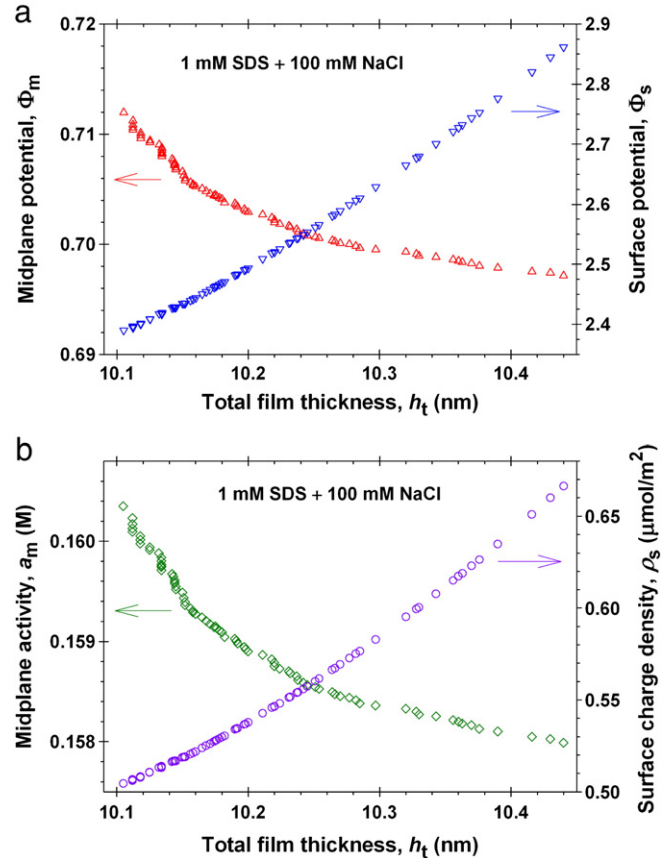 a
1 mM SDS + 100 mM NaCl
Midplane potential, Φm
0.72
0.71
0.70
0.69
2.9
2.8
2.7
2.6
2.5
2.4
Surface potential, Φs
10.1 10.2 10.3 10.4
Total film thickness, ht (nm)
b
1 mM SDS + 100 mM NaCl
Midplane activity, am (M)
0.160
0.159
0.158
0.65
0.60
0.55
0.50
Surface charge density, ρs (μmol/m²)
10.1 10.2 10.3 10.4
Total film thickness, ht (nm)